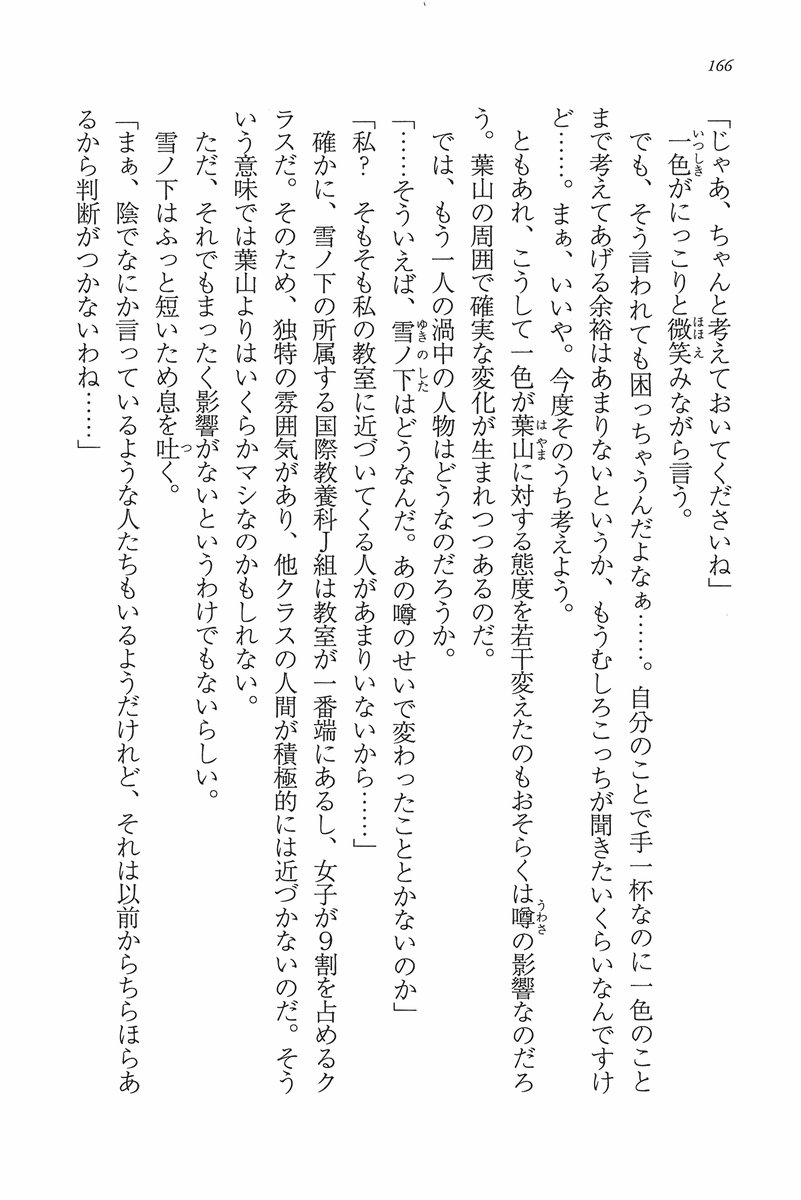 166
「じゃあ、ちゃんと考えておいてくださいね」
一色がにっこりと微笑みながら言う。
でも、そう言われても困っちゃうんだよなぁ……。自分のことで手一杯なのに一色のこと
まで考えてあげる余裕はあまりないというか、もうむしろこっちが聞きたいくらいなんですけ
ど……。まぁ、いいや。今度そのうち考えよう。
ともあれ、こうして一色が葉山に対する態度を若干変えたのもおそらくは噂の影響なのだろ
う。葉山の周囲で確実な変化が生まれつつあるのだ。
では、もう一人の渦中の人物はどうなのだろうか。
「……そういえば、雪ノ下はどうなんだ。あの噂のせいで変わったこととかないのか」
「私?　そもそも私の教室に近づいてくる人があまりいないから……」
確かに、雪ノ下の所属する国際教養科J組は教室が一番端にあるし、女子が９割を占めるク
ラスだ。そのため、独特の雰囲気があり、他クラスの人間が積極的には近づかないのだ。そう
いう意味では葉山よりはいくらかマシなのかもしれない。
ただ、それでもまったく影響がないというわけでもないらしい。
雪ノ下はふっと短いため息を吐く。
「まぁ、陰でなにか言っているような人たちもいるようだけれど、それは以前からちらほらあ
るから判断がつかないわね……」